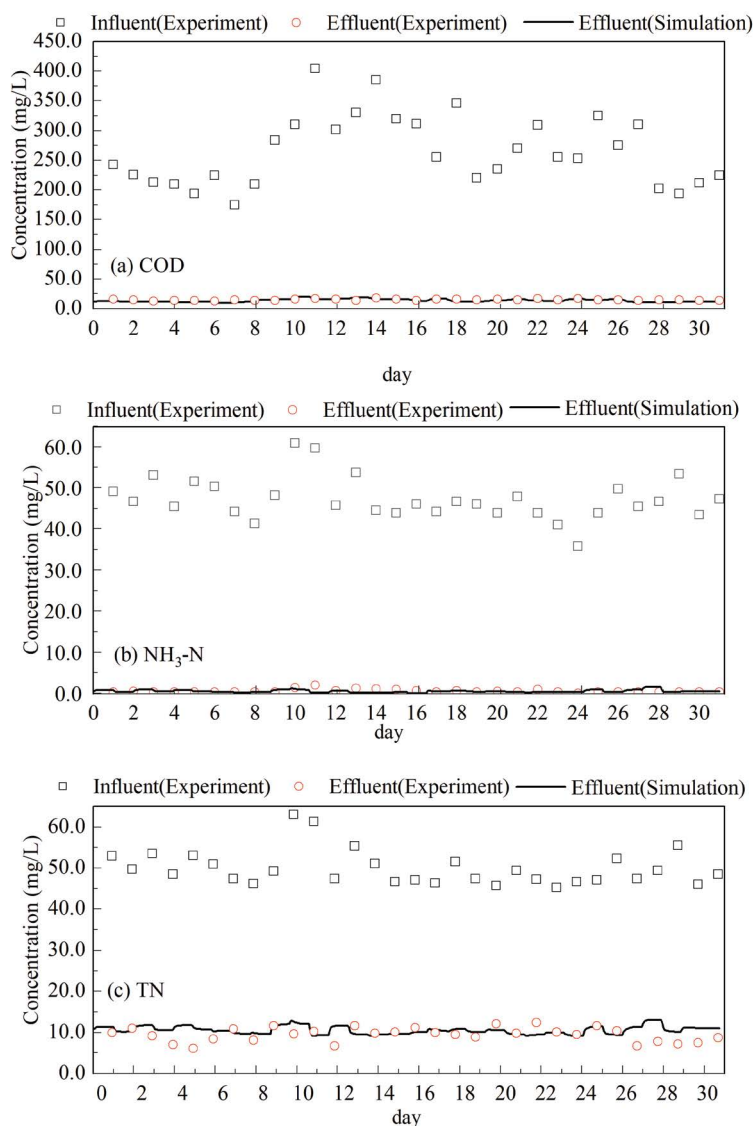 Influent(Experiment) Effluent(Experiment) Effluent(Simulation)
450.0
400.0
350.0
300.0
250.0
200.0
150.0
100.0
50.0
0.0
Concentration (mg/L)
(a) COD
0 2 4 6 8 10 12 14 16 18 20 22 24 26 28 30
day
Influent(Experiment) Effluent(Experiment) Effluent(Simulation)
60.0
50.0
40.0
30.0
20.0
10.0
0.0
Concentration (mg/L)
(b) NH₃-N
0 2 4 6 8 10 12 14 16 18 20 22 24 26 28 30
day
Influent(Experiment) Effluent(Experiment) Effluent(Simulation)
60.0
50.0
40.0
30.0
20.0
10.0
0.0
Concentration (mg/L)
(c) TN
0 2 4 6 8 10 12 14 16 18 20 22 24 26 28 30
day